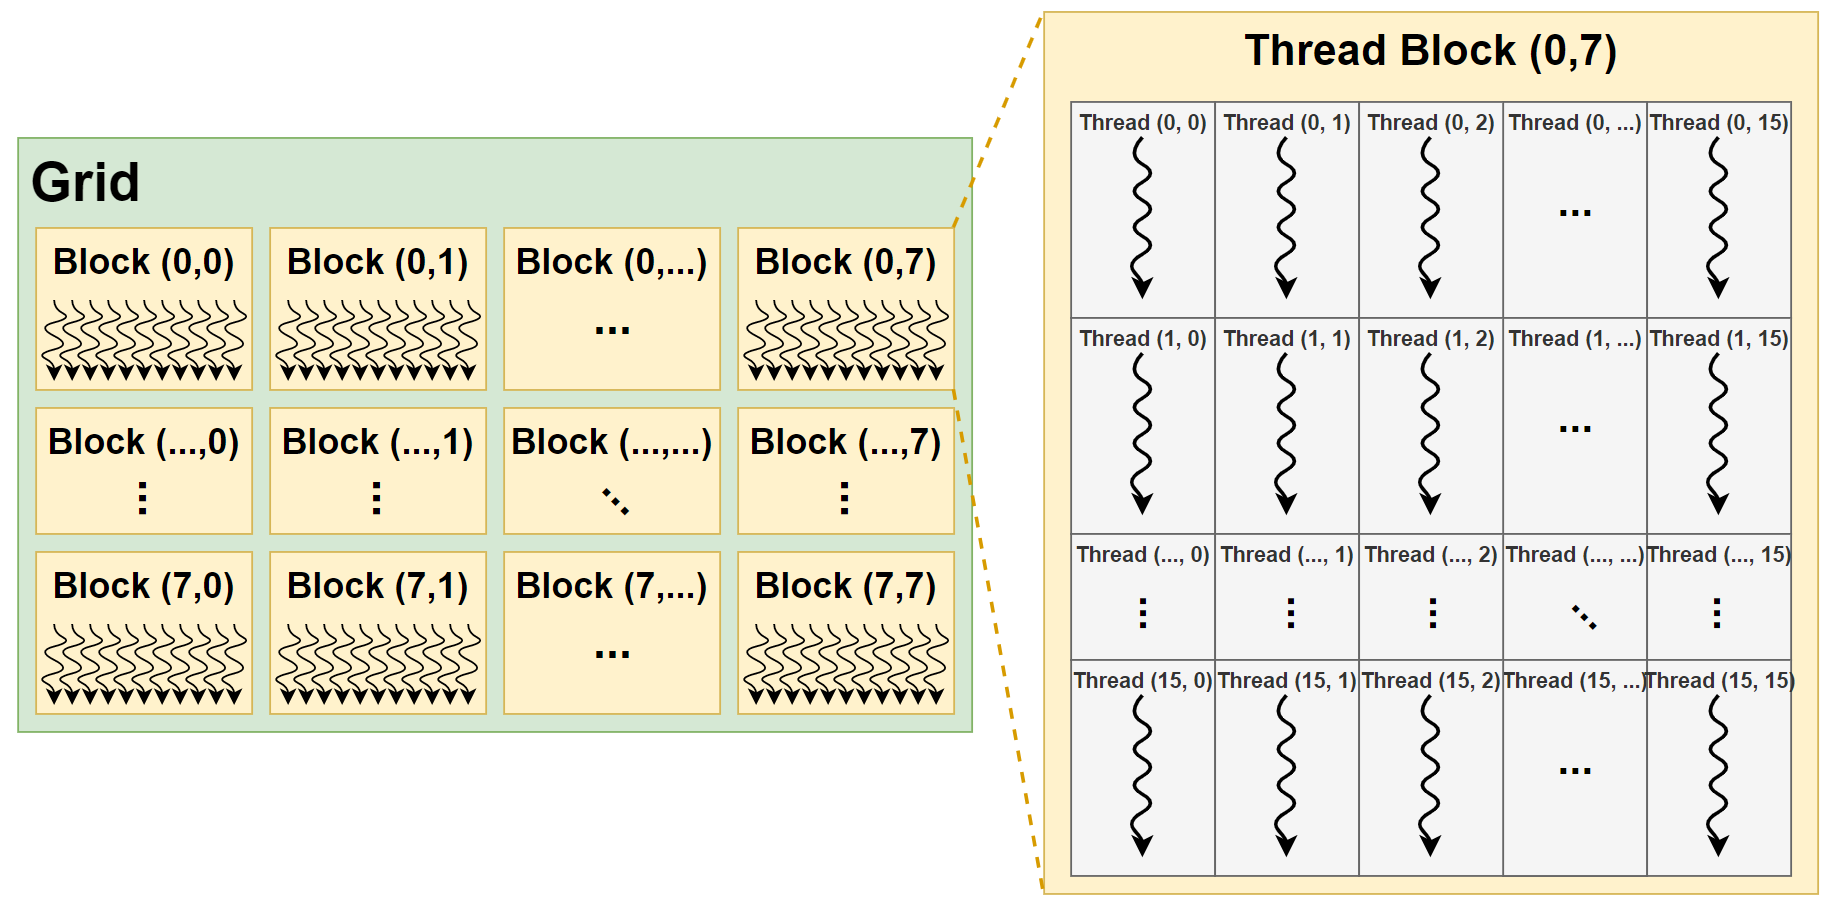 Grid
Block (0,0) Block (0,1) Block (0,...) Block (0,7)
...
Block (...,0) Block (...,1) Block (...,...) Block (...,7)
Block (7,0) Block (7,1) Block (7,...) Block (7,7)
...
Thread Block (0,7)
Thread (0, 0) Thread (0, 1) Thread (0, 2) Thread (0, ...) Thread (0, 15)
...
Thread (1, 0) Thread (1, 1) Thread (1, 2) Thread (1, ...) Thread (1, 15)
...
Thread (..., 0) Thread (..., 1) Thread (..., 2) Thread (..., ...) Thread (..., 15)
Thread (15, 0) Thread (15, 1) Thread (15, 2) Thread (15, ...) Thread (15, 15)
...